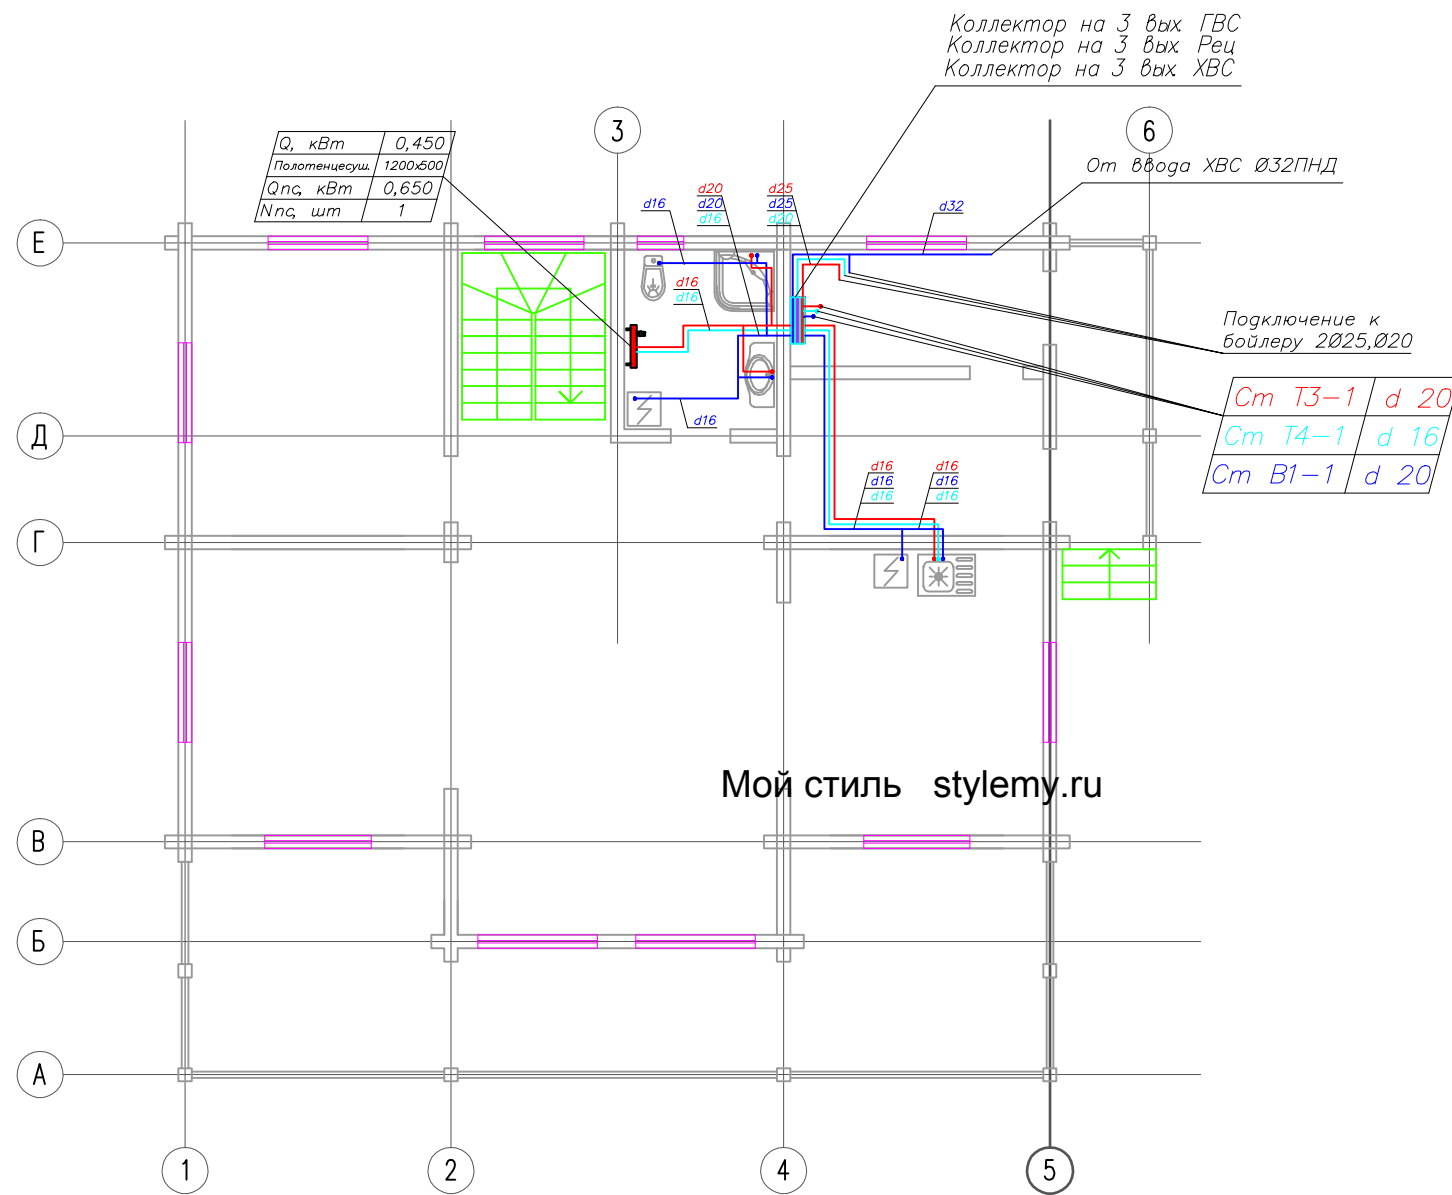 Коллектор на 3 вых. ГВС
Коллектор на 3 вых. Рец
Коллектор на 3 вых. ХВС
3
6
Q, кВт 0,450
Полотенцесуш. 1200х500
Qпс, кВт 0,650
Nпс, шт 1
От ввода ХВС Ø32ПНД
d16
d20
d20
d16
d25
d25
d20
d32
Е
d16
d16
Подключение к
бойлеру 2Ø25,Ø20
Ст Т3-1 d 20
Ст Т4-1 d 16
Ст В1-1 d 20
d16
Д
d16
d16
d16
d16
d16
d16
Г
Мой стиль stylemy.ru
В
Б
А
1
2
4
5